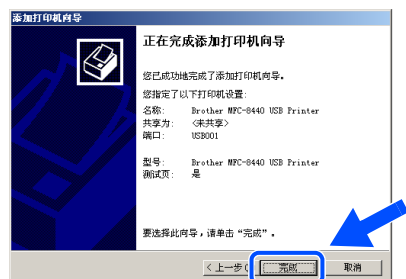 添加打印机向导
正在完成添加打印机向导
您已成功地完成了添加打印机向导。
您指定了以下打印机设置:
名称: Brother MFC-8440 USB Printer
共享为: <未共享>
端口: USB001
型号: Brother MFC-8440 USB Printer
测试页: 是
要选择此向导，请单击“完成”。
<上一步(
完成
取消